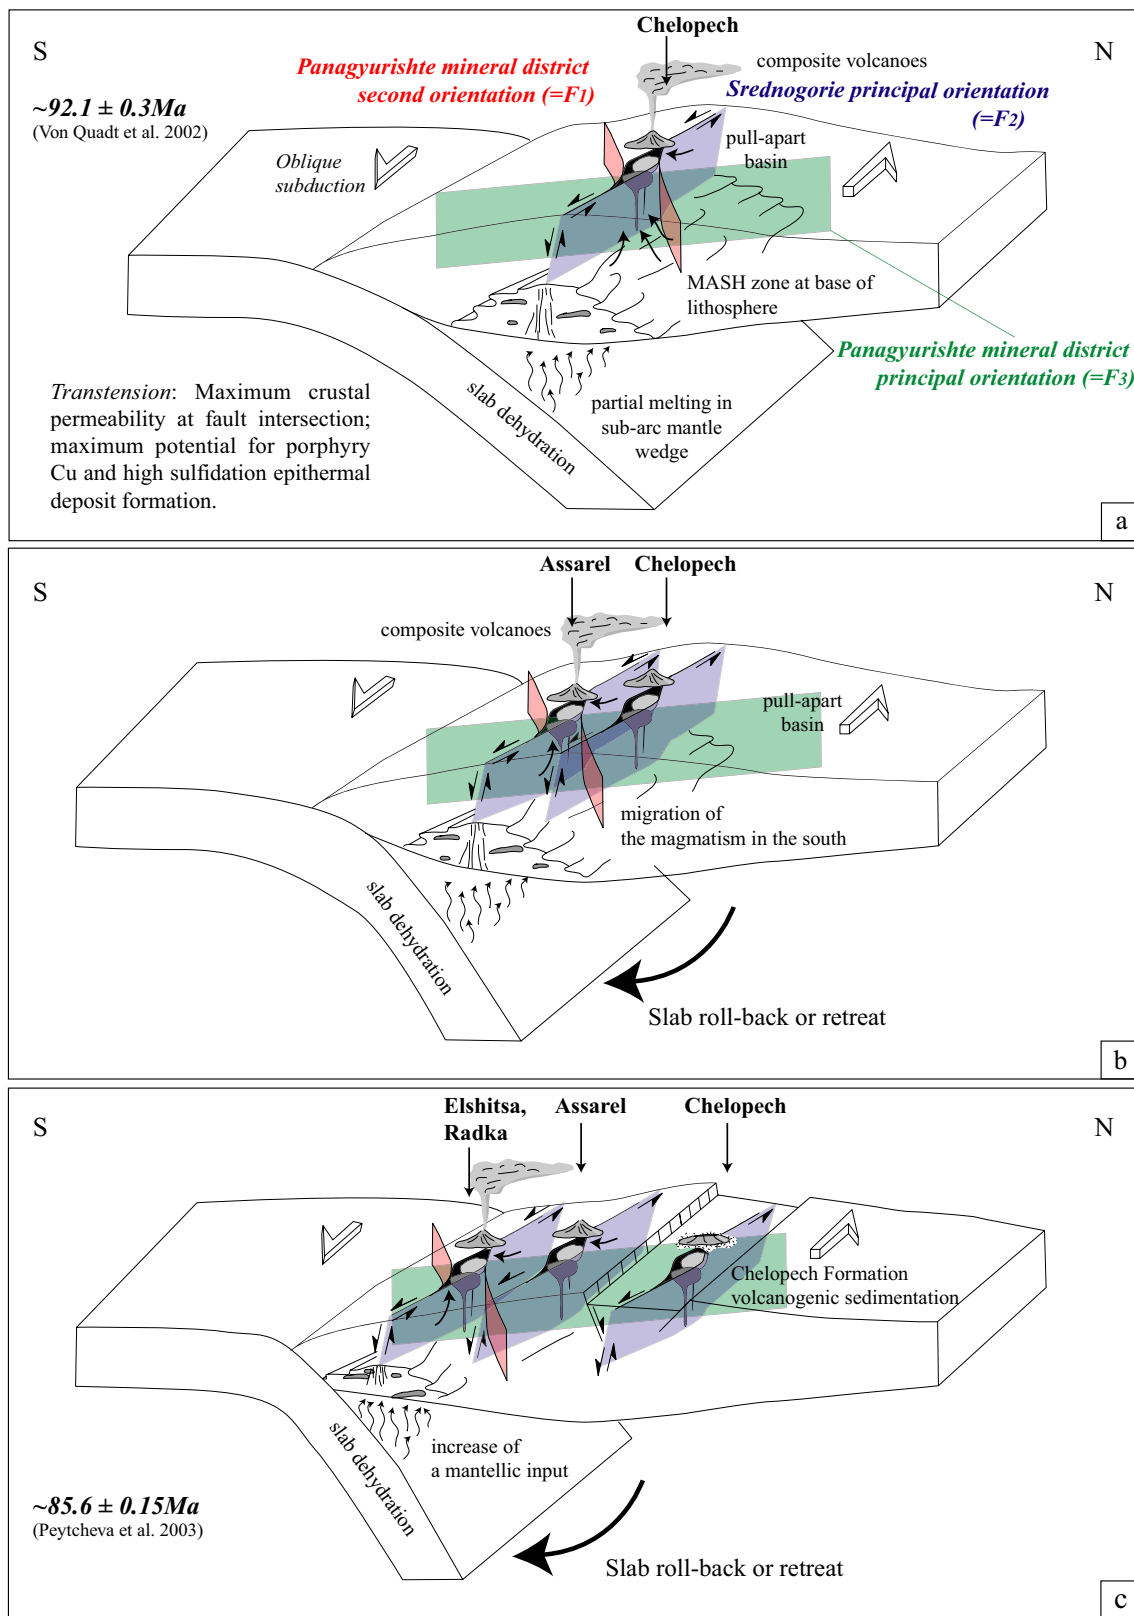 Chelopech
S
N
composite volcanoes
Panagyurishte mineral district
second orientation (=F1)
Srednogorie principal orientation
(=F2)
~92.1 ± 0.3Ma
(Von Quadt et al. 2002)
pull-apart
basin
Oblique
subduction
MASH zone at base of
lithosphere
Panagyurishte mineral district
principal orientation (=F3)
Transtension: Maximum crustal
permeability at fault intersection;
maximum potential for porphyry
Cu and high sulfidation epithermal
deposit formation.
slab dehydration
partial melting in
sub-arc mantle
wedge
a
Assarel
Chelopech
S
N
composite volcanoes
pull-apart
basin
migration of
the magmatism in the south
slab dehydration
Slab roll-back or retreat
b
Elshitsa,
Radka
Assarel
Chelopech
S
N
Chelopech Formation
volcanogenic sedimentation
slab dehydration
increase of
a mantellic input
~85.6 ± 0.15Ma
(Peytcheva et al. 2003)
Slab roll-back or retreat
c